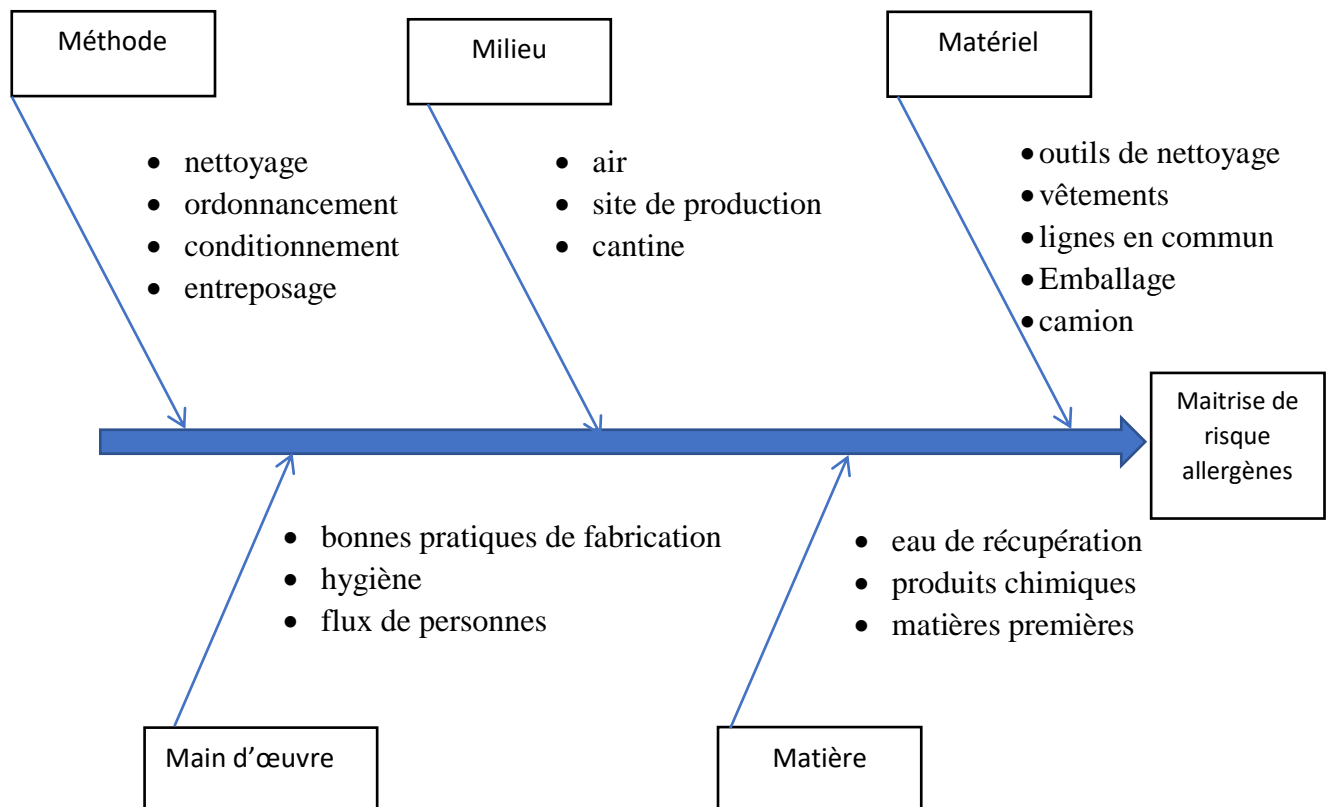 Méthode
Milieu
Matériel
• nettoyage
• ordonnancement
• conditionnement
• entreposage
• air
• site de production
• cantine
• outils de nettoyage
• vêtements
• lignes en commun
• Emballage
• camion
Maitrise de
risque
allergènes
• bonnes pratiques de fabrication
• hygiène
• flux de personnes
• eau de récupération
• produits chimiques
• matières premières
Main d'œuvre
Matière